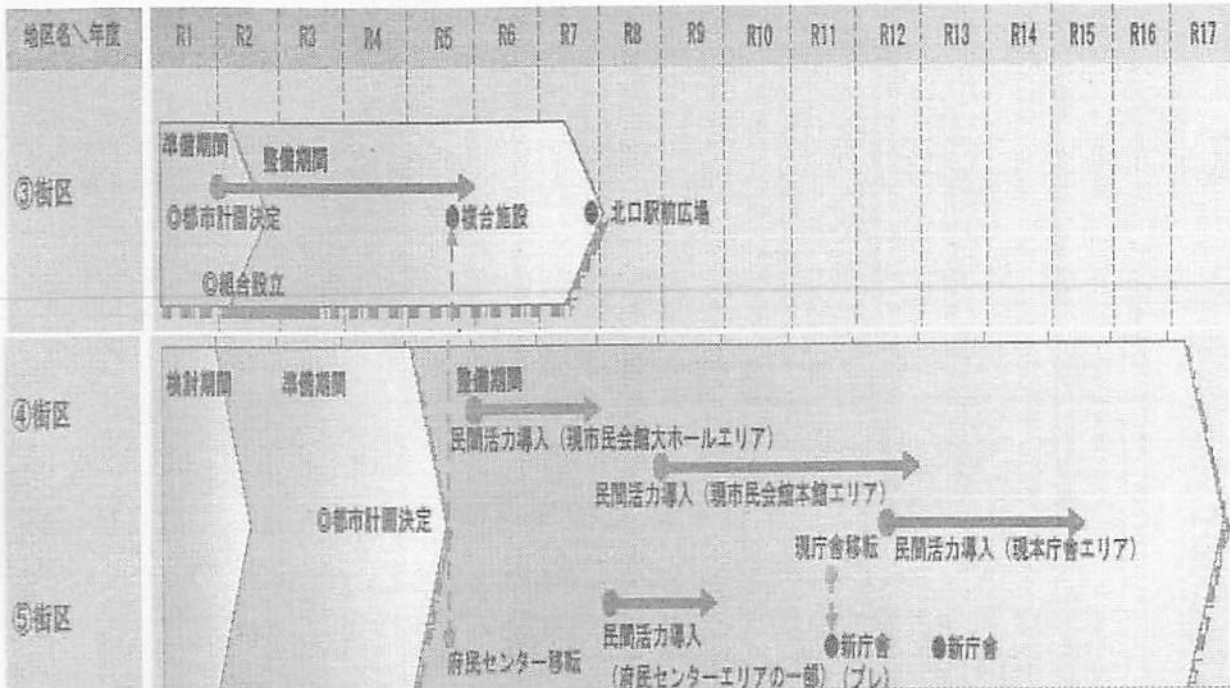 地区名＼年度 R1 R2 R3 R4 R5 R6 R7 R8 R9 R10 R11 R12 R13 R14 R15 R16 R17
③街区
準備期間
整備期間
◎都市計画決定
複合施設
北口駅前広場
◎組合設立
④街区
検討期間 準備期間 整備期間
民間活力導入（現市民会館大ホールエリア）
民間活力導入（現市民会館本館エリア）
◎都市計画決定
現庁舎移転 民間活力導入（現本庁舎エリア）
⑤街区
府民センター移転
民間活力導入
（府民センターエリアの一部）
新庁舎
（プレ）
新庁舎